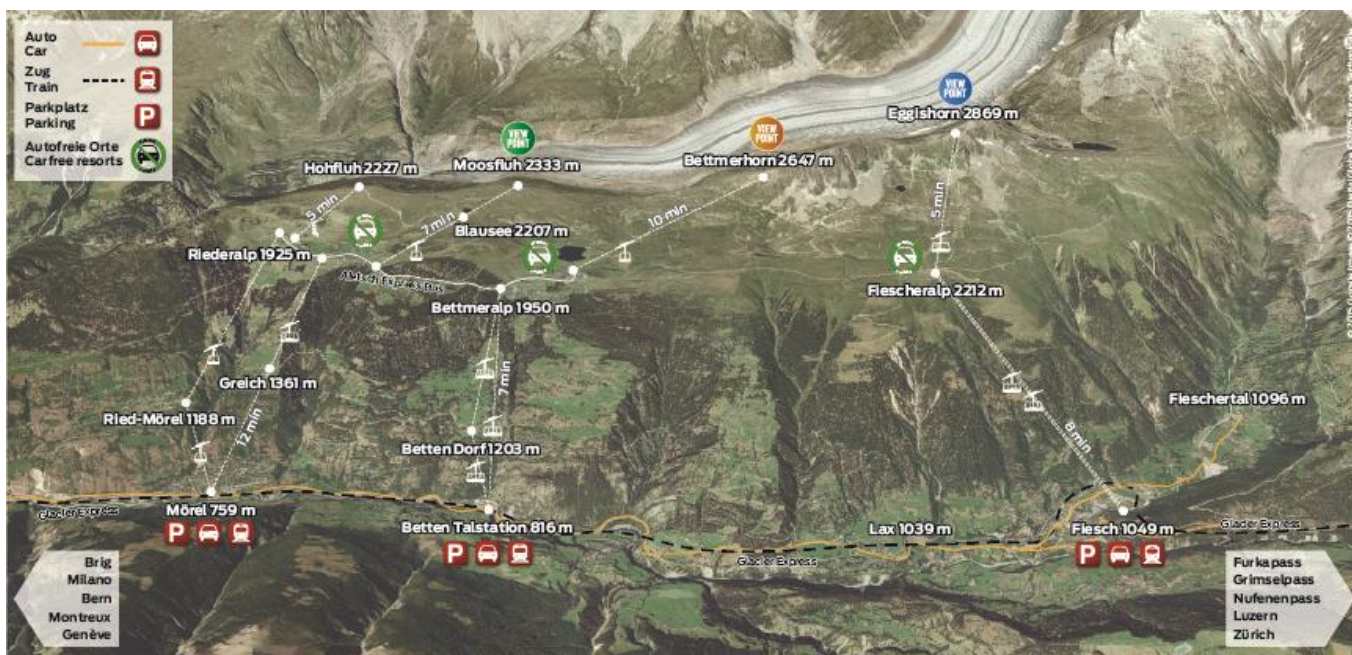 Auto
Car
Zug
Train
Parkplatz
Parking
P
Autofreie Orte
Carfree resorts
VIEW
POINT
Eggishorn 2869 m
VIEW
POINT
Bettmerhorn 2647 m
VIEW
POINT
Moosfluh 2333 m
Hohfluh 2227 m
5 min
7 min
10 min
5 min
Blausee 2207 m
Riederalp 1925 m
Aletsch Express Bus
Bettmeralp 1950 m
Fiescheralp 2212 m
Greich 1361 m
7 min
Ried-Mörel 1188 m
12 min
Betten Dorf 1203 m
8 min
Fieschertal 1096 m
Glacier Express
Mörel 759 m
P
Betten Talstation 816 m
P
Glacier Express
Lax 1039 m
Fiesch 1049 m
P
Glacier Express
Brig
Milano
Bern
Montreux
Genève
Furkapass
Grimselpass
Nufenenpass
Luzern
Zürich